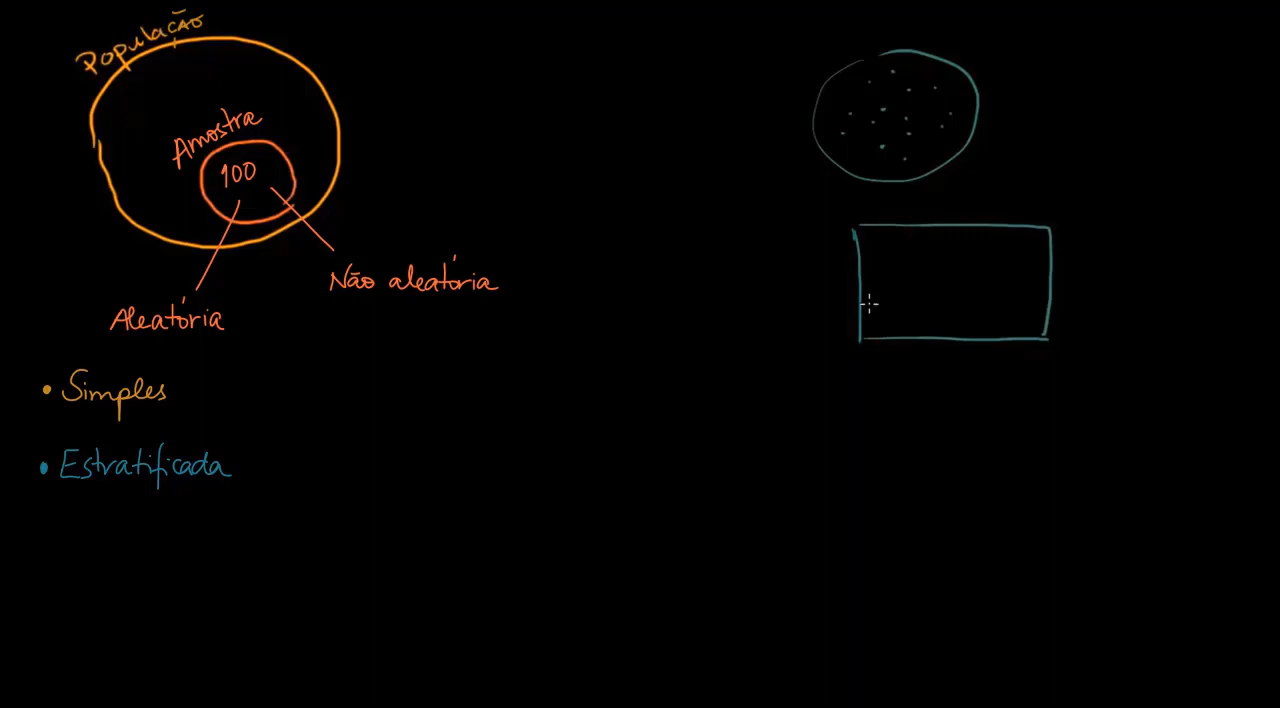 População
Amostra
100
Não aleatória
Aleatória
• Simples
• Estratificada